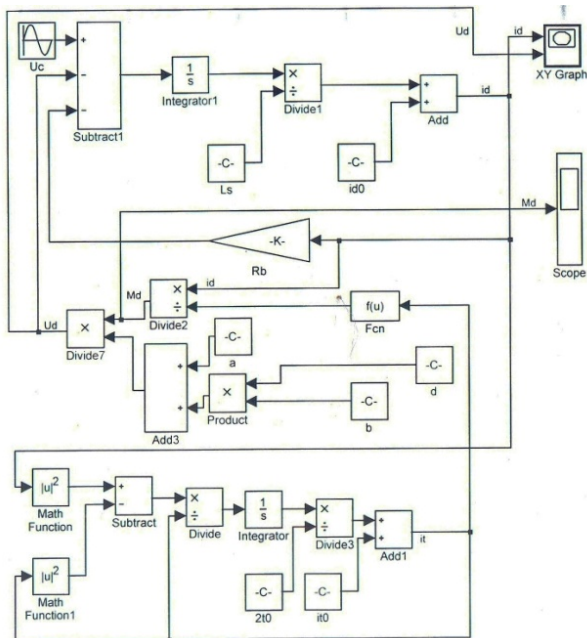 Uc
+
−
−
Subtract1
1
s
Integrator1
×
÷
Divide1
-C-
Ls
+
+
Add
-C-
id0
id
Ud
id
XY Graph
Md
Scope
-K-
Rb
Md
id
×
÷
Divide2
f(u)
Fcn
Ud
×
Divide7
-C-
a
+
+
Add3
×
Product
-C-
d
-C-
b
|u|²
Math
Function
+
−
Subtract
×
÷
Divide
1
s
Integrator
×
÷
Divide3
+
+
Add1
it
|u|²
Math
Function1
-C-
2t0
-C-
it0